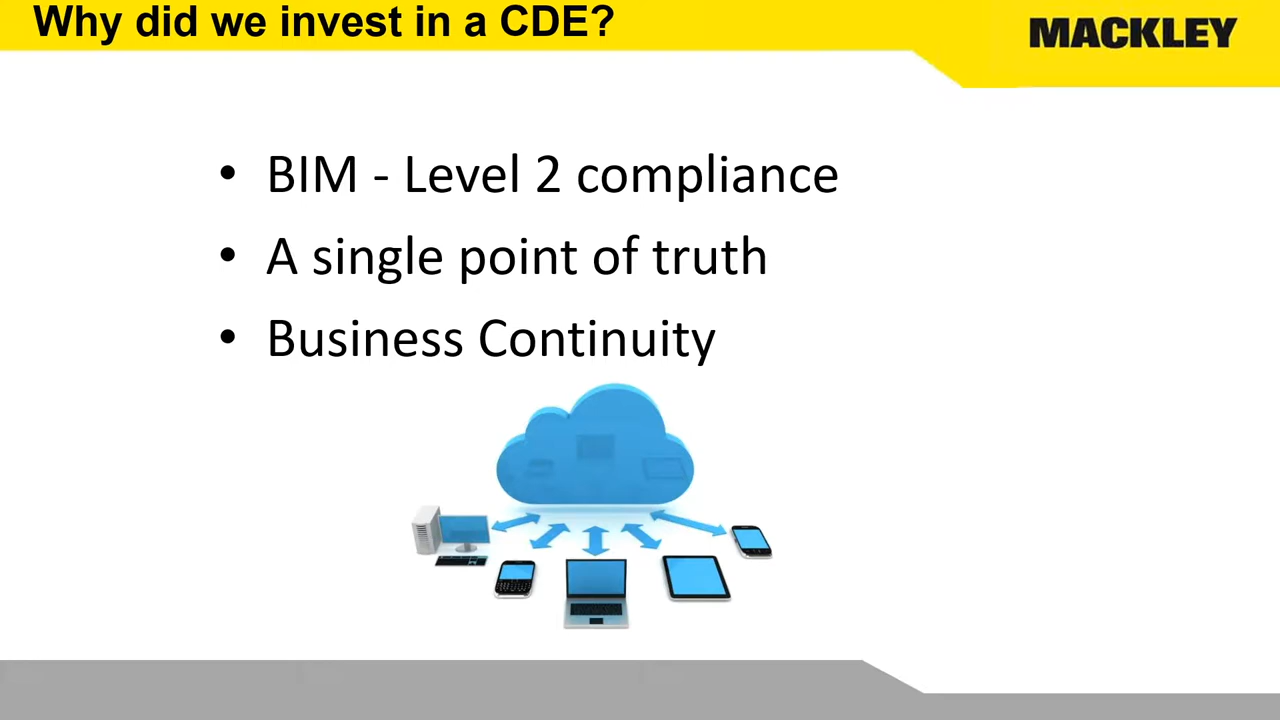 Why did we invest in a CDE?
MACKLEY
• BIM - Level 2 compliance
• A single point of truth
• Business Continuity